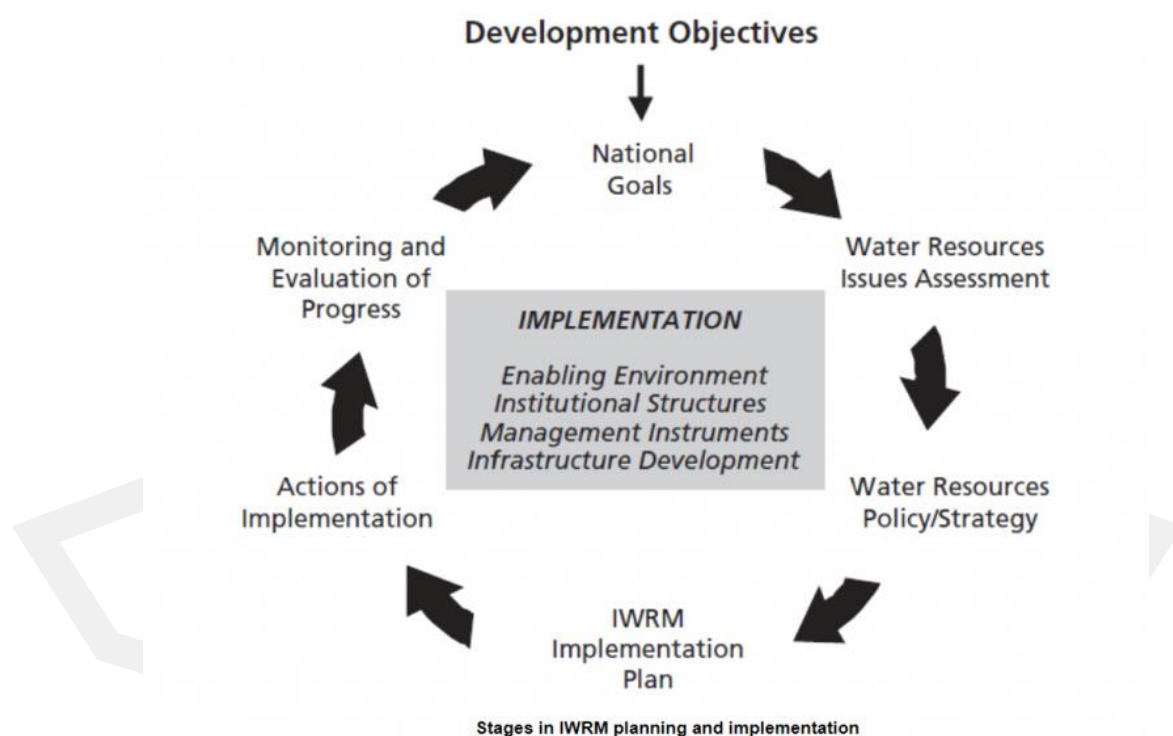 Development Objectives
National
Goals
Water Resources
Issues Assessment
Water Resources
Policy/Strategy
IWRM
Implementation
Plan
Actions of
Implementation
Monitoring and
Evaluation of
Progress
IMPLEMENTATION
Enabling Environment
Institutional Structures
Management Instruments
Infrastructure Development
Stages in IWRM planning and implementation